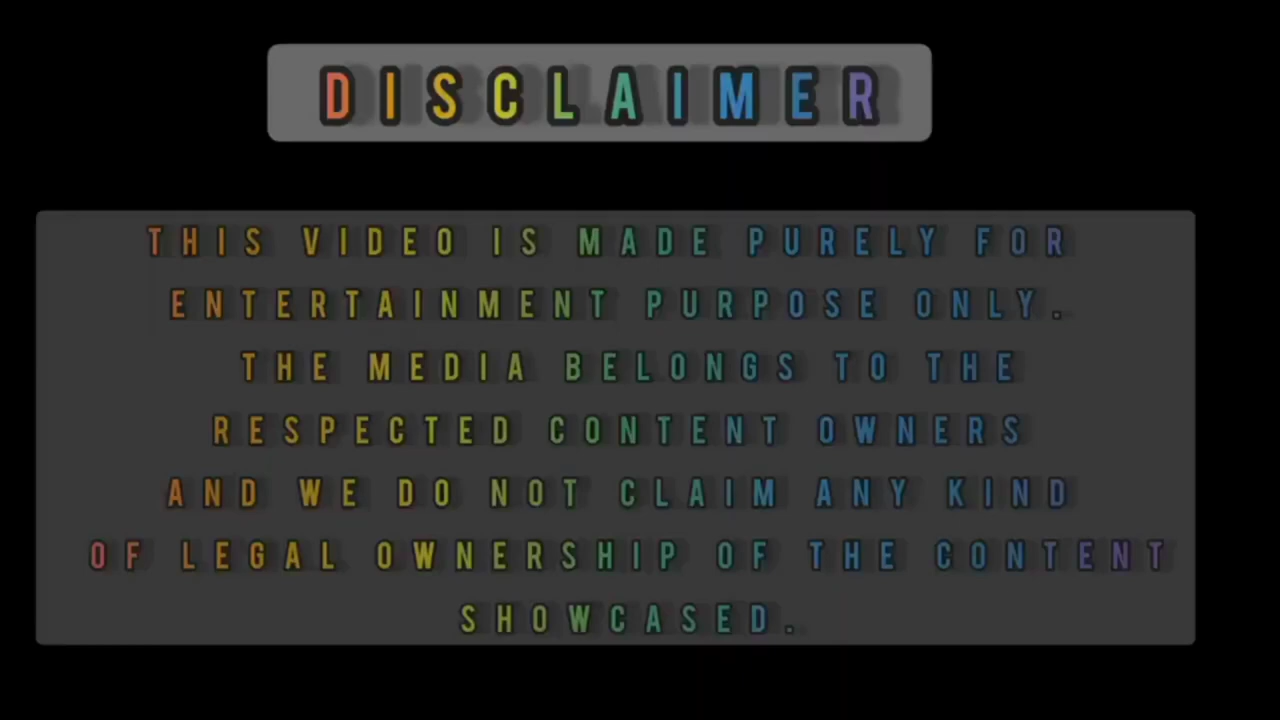 DISCLAIMER
THIS VIDEO IS MADE PURELY FOR
ENTERTAINMENT PURPOSE ONLY.
THE MEDIA BELONGS TO THE
RESPECTED CONTENT OWNERS
AND WE DO NOT CLAIM ANY KIND
OF LEGAL OWNERSHIP OF THE CONTENT
SHOWCASED.